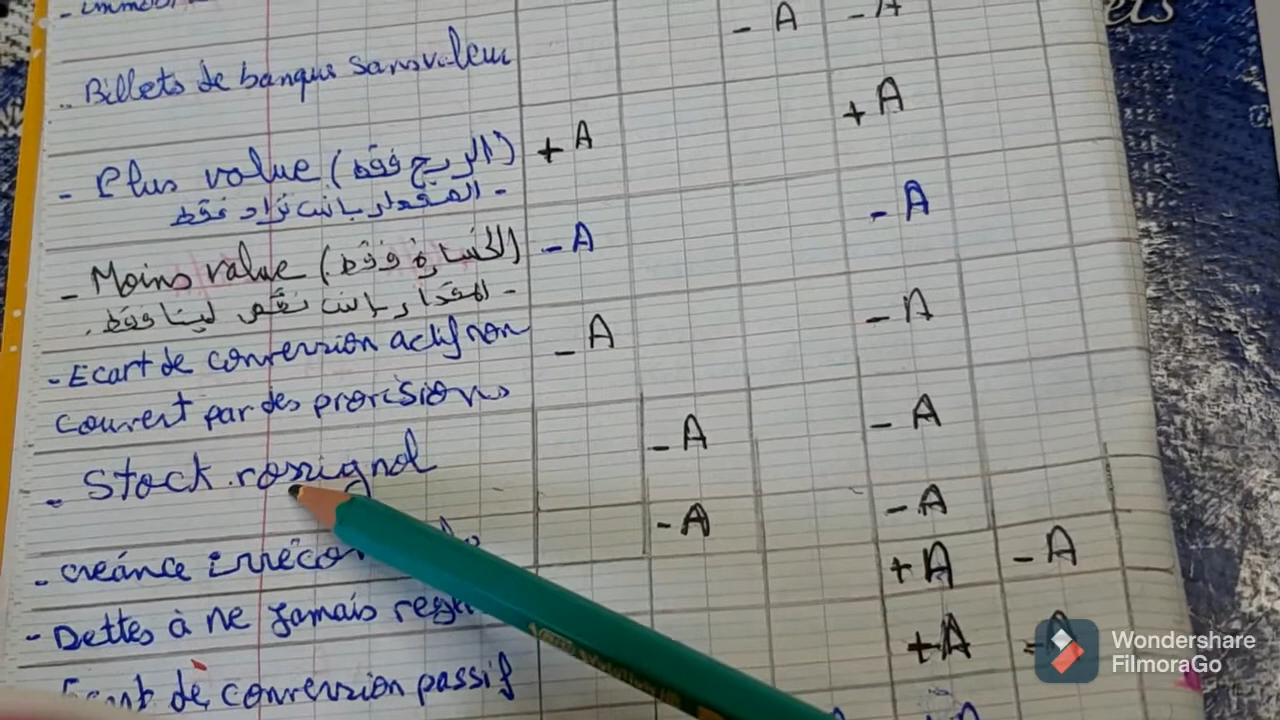 - A - A
- Billets de banque sans valeur
+ A
- Plus value (الربح فقط) + A
- المقدار باش تزاد فقط
- A
- Moins value (الخسارة فقط) - A
- المقدار باش نقص لينا فقط.
- A
- Ecart de conversion actif non - A
couvert par des provisions
- A - A
- Stock rossignol
- A - A
- créance irréco
+ A - A
- Dettes à ne jamais
+ A - A
de conversion passif
Wondershare
FilmoraGo